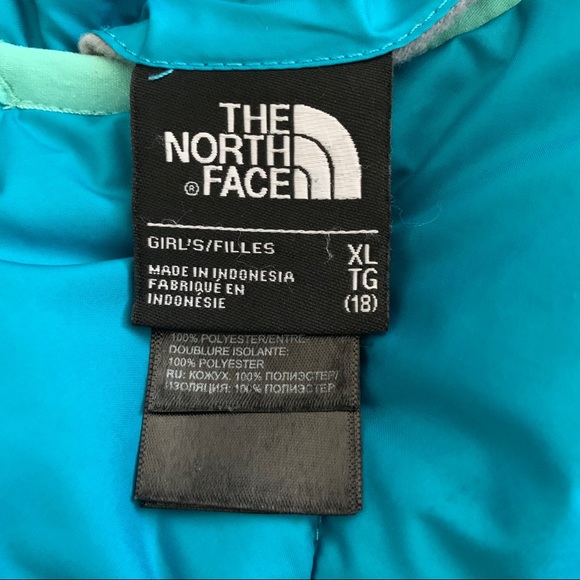 THE
NORTH
® FACE
GIRL'S/FILLES
XL
TG
(18)
MADE IN INDONESIA
FABRIQUÉ EN
INDONÉSIE
100% POLYESTER/ENTRE-
DOUBLURE ISOLANTE:
100% POLYESTER
RU: КОЖУХ: 100% ПОЛИЭСТЕР/
ИЗОЛЯЦИЯ: 100% ПОЛИЭСТЕР